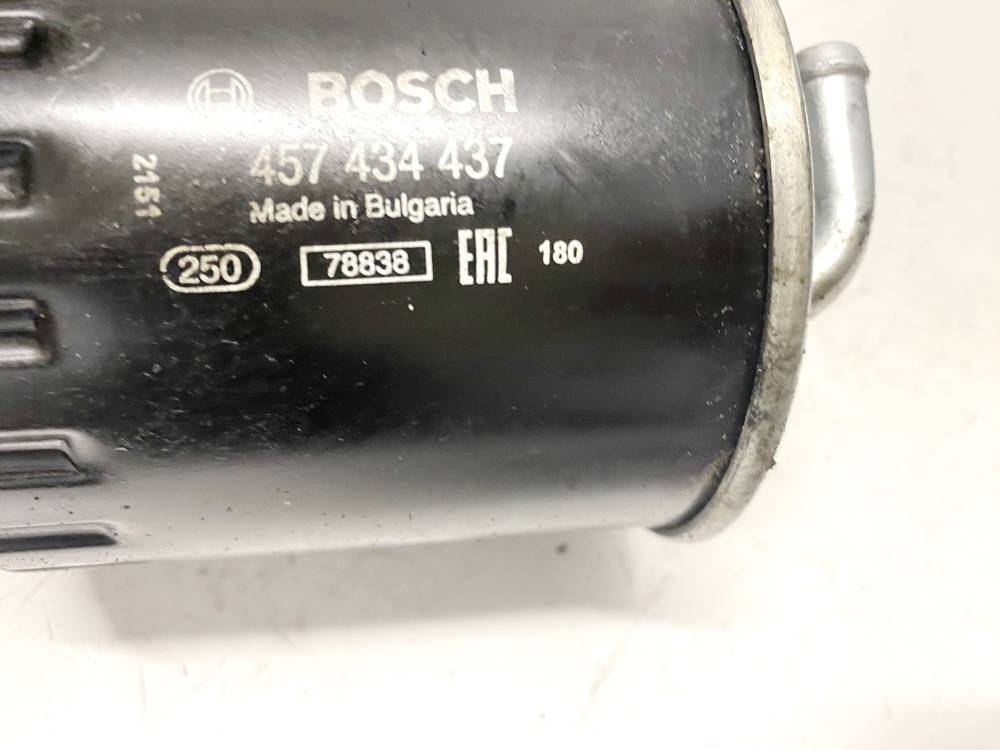 BOSCH
457 434 437
Made in Bulgaria
2151
250 78838 EAC 180